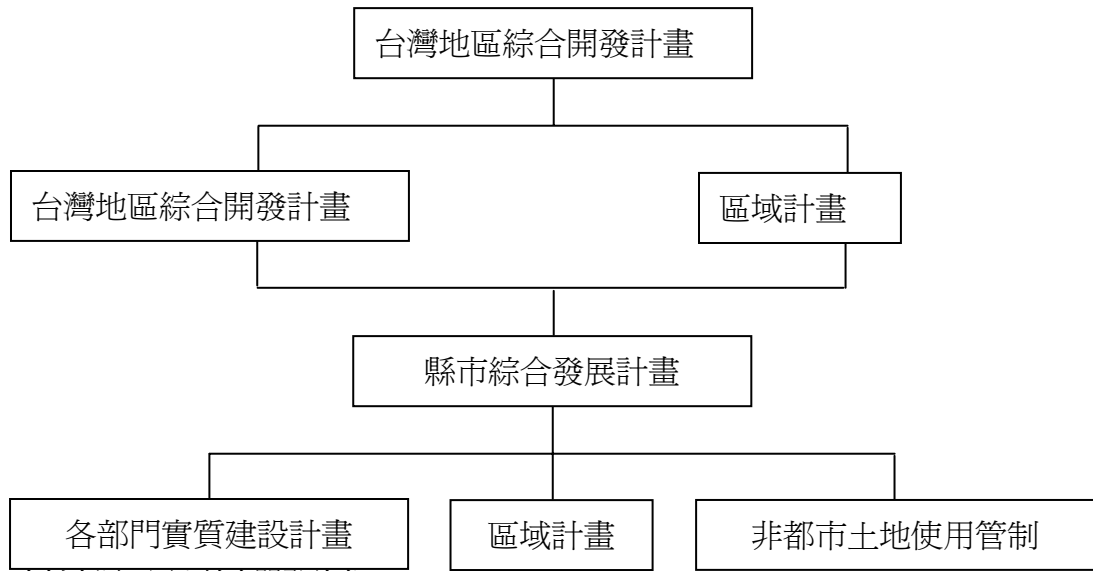 台灣地區綜合開發計畫
台灣地區綜合開發計畫
區域計畫
縣市綜合發展計畫
各部門實質建設計畫
區域計畫
非都市土地使用管制